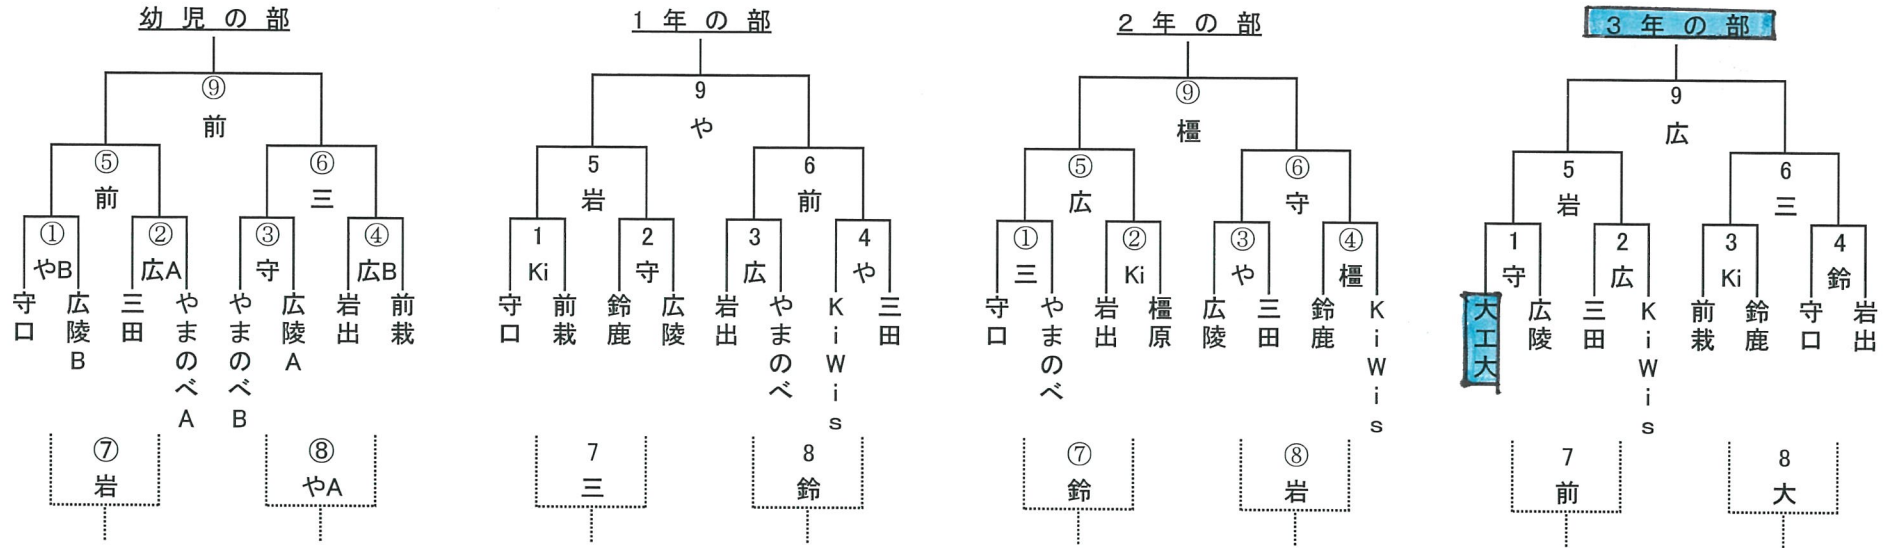 幼児の部
⑨
前
⑤
前
⑥
三
①
やB
②
広A
③
守
④
広B
守口
広陵B
三田
やまのべA
やまのべB
広陵A
岩出
前栽
⑦
岩
⑧
やA
1年の部
9
や
5
岩
6
前
1
Ki
2
守
3
広
4
や
守口
前栽
鈴鹿
広陵
岩出
やまのべ
KiWis
三田
7
三
8
鈴
2年の部
⑨
橿
⑤
広
⑥
守
①
三
②
Ki
③
や
④
橿
守口
やまのべ
岩出
橿原
広陵
三田
鈴鹿
KiWis
⑦
鈴
⑧
岩
3年の部
9
広
5
岩
6
三
1
守
2
広
3
Ki
4
鈴
大工大
広陵
三田
KiWis
前栽
鈴鹿
守口
岩出
7
前
8
大